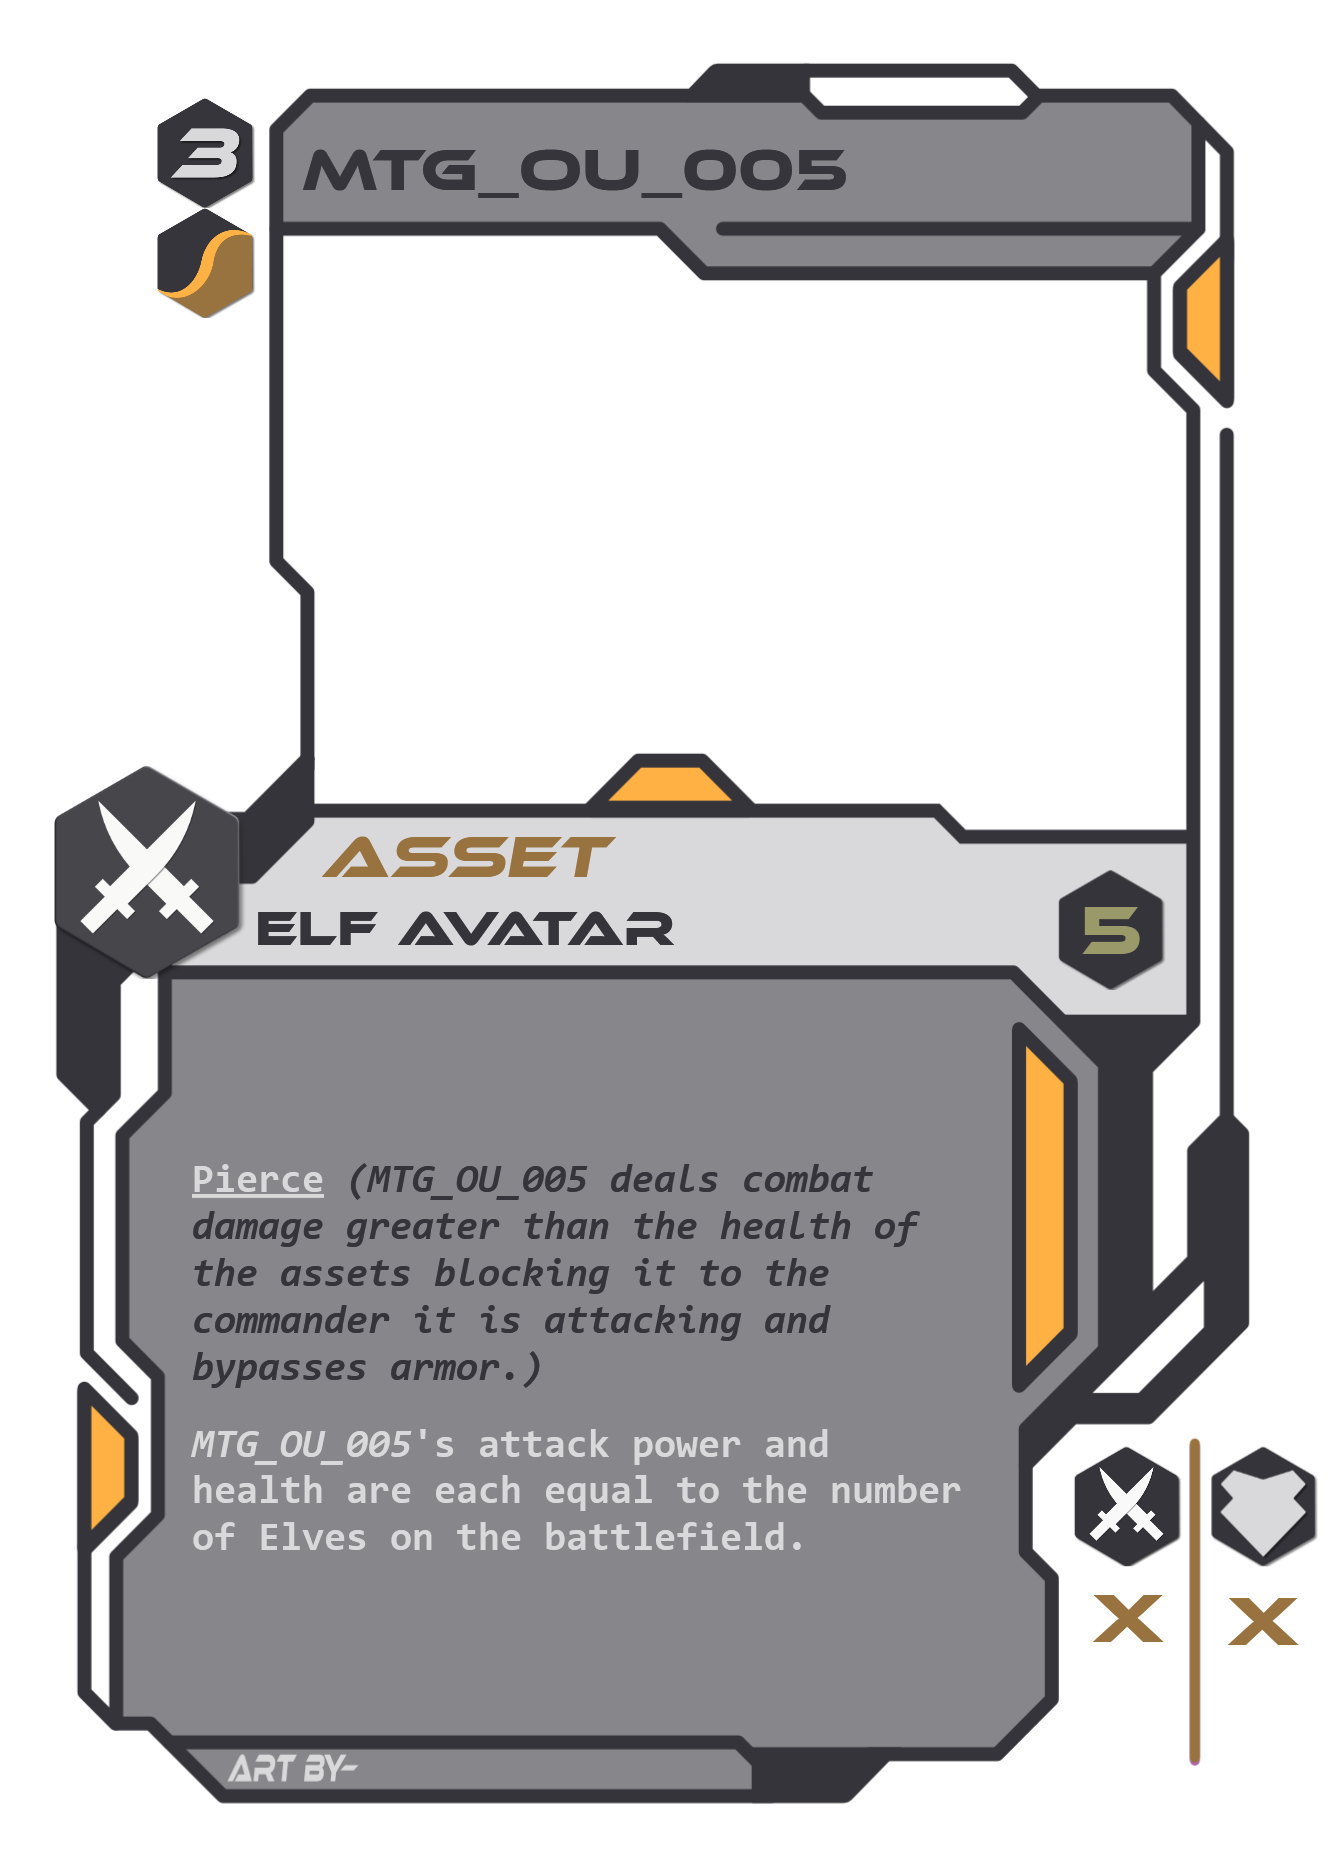 3
MTG_OU_005
ASSET
ELF AVATAR
5
Pierce (MTG_OU_005 deals combat
damage greater than the health of
the assets blocking it to the
commander it is attacking and
bypasses armor.)
MTG_OU_005's attack power and
health are each equal to the number
of Elves on the battlefield.
X X
ART BY-